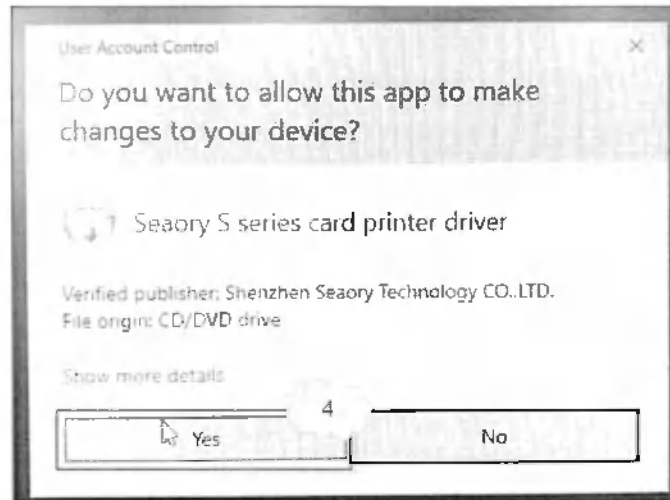 User Account Control
Do you want to allow this app to make
changes to your device?
Seaory S series card printer driver
Verified publisher: Shenzhen Seaory Technology CO.,LTD.
File origin: CD/DVD drive
Show more details
4
Yes
No